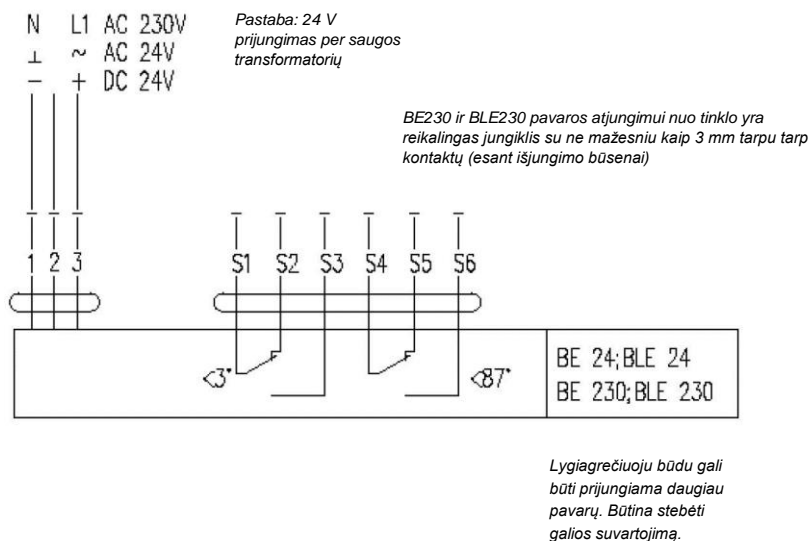 N L1 AC 230V
⊥ ~ AC 24V
− + DC 24V
Pastaba: 24 V
prijungimas per saugos
transformatorių
BE230 ir BLE230 pavaros atjungimui nuo tinklo yra
reikalingas jungiklis su ne mažesniu kaip 3 mm tarpu tarp
kontaktų (esant išjungimo būsenai)
1 2 3 S1 S2 S3 S4 S5 S6
<3° <87°
BE 24;BLE 24
BE 230;BLE 230
Lygiagrečiuoju būdu gali
būti prijungiama daugiau
pavarų. Būtina stebėti
galios suvartojimą.